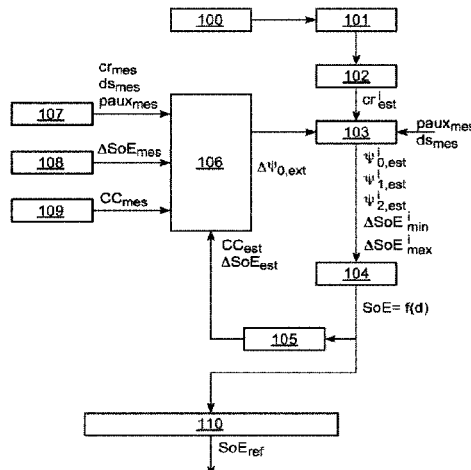 100
101
102
cr^i_est
cr_mes
ds_mes
paux_mes
107
108
ΔSoE_mes
109
CC_mes
106
Δψ_0,ext
103
paux_mes
ds_mes
ψ^i_0,est
ψ^i_1,est
ψ^i_2,est
ΔSoE^i_min
ΔSoE^i_max
104
CC_est
ΔSoE_est
SoE= f(d)
105
110
SoE_ref